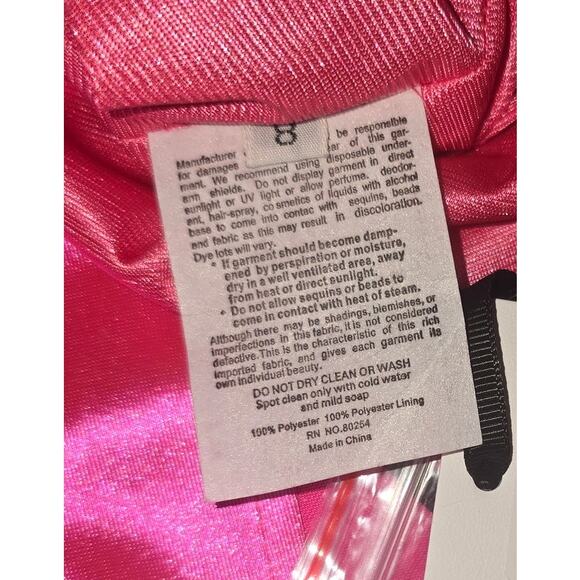 8
Manufacturer be responsible
for damages er of this gar-
ment. We recommend using disposable under-
arm shields. Do not display garment in direct
sunlight or UV light or allow perfume, deodor-
ent, hair-spray, co smetics of liquids with alcohol
base to come into contact with sequins, beads
and fabric as this may result in discoloration.
Dye lots will vary.
• If garment should become damp-
ened by perspiration or moisture,
dry in a well ventilated area, away
from heat or direct sunlight.
• Do not allow sequins or beads to
come in contact with heat of steam.
Although there may be shadings, blemishes, or
imperfections in this fabric, it is not considered
defective. This is the characteristic of this rich
imported fabric, and gives each garment its
own individual beauty.
DO NOT DRY CLEAN OR WASH
Spot clean only with cold water
and mild soap
100% Polyester 100% Polyester Lining
RN NO.80254
Made in China